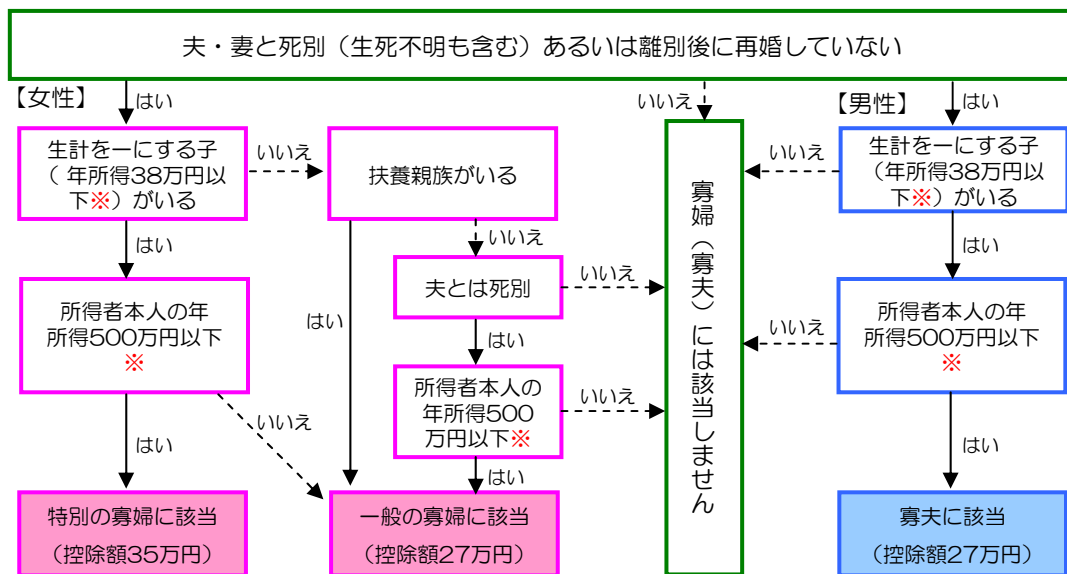 夫・妻と死別（生死不明も含む）あるいは離別後に再婚していない
【女性】
はい
いいえ
【男性】
はい
生計を一にする子
（ 年所得38万円以
下※）がいる
いいえ
扶養親族がいる
いいえ
生計を一にする子
（年所得38万円以
下※）がいる
はい
いいえ
はい
夫とは死別
いいえ
寡婦（寡夫）には該当しません
所得者本人の年
所得500万円以下
※
はい
はい
いいえ
所得者本人の年
所得500万円以下
※
所得者本人の
年所得500
万円以下※
いいえ
いいえ
はい
はい
はい
特別の寡婦に該当
（控除額35万円）
一般の寡婦に該当
（控除額27万円）
寡夫に該当
（控除額27万円）